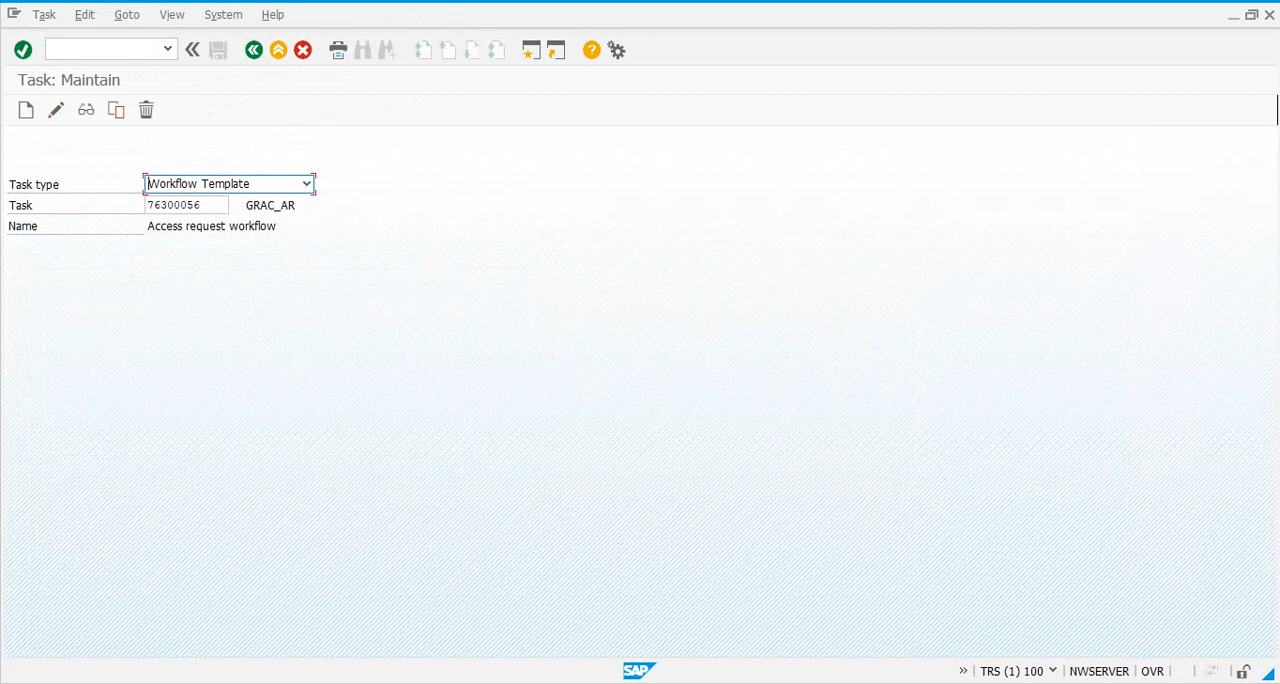 Task Edit Goto View System Help
Task: Maintain
Task type Workflow Template
Task 76300056 GRAC_AR
Name Access request workflow
SAP TRS (1) 100 NWSERVER OVR